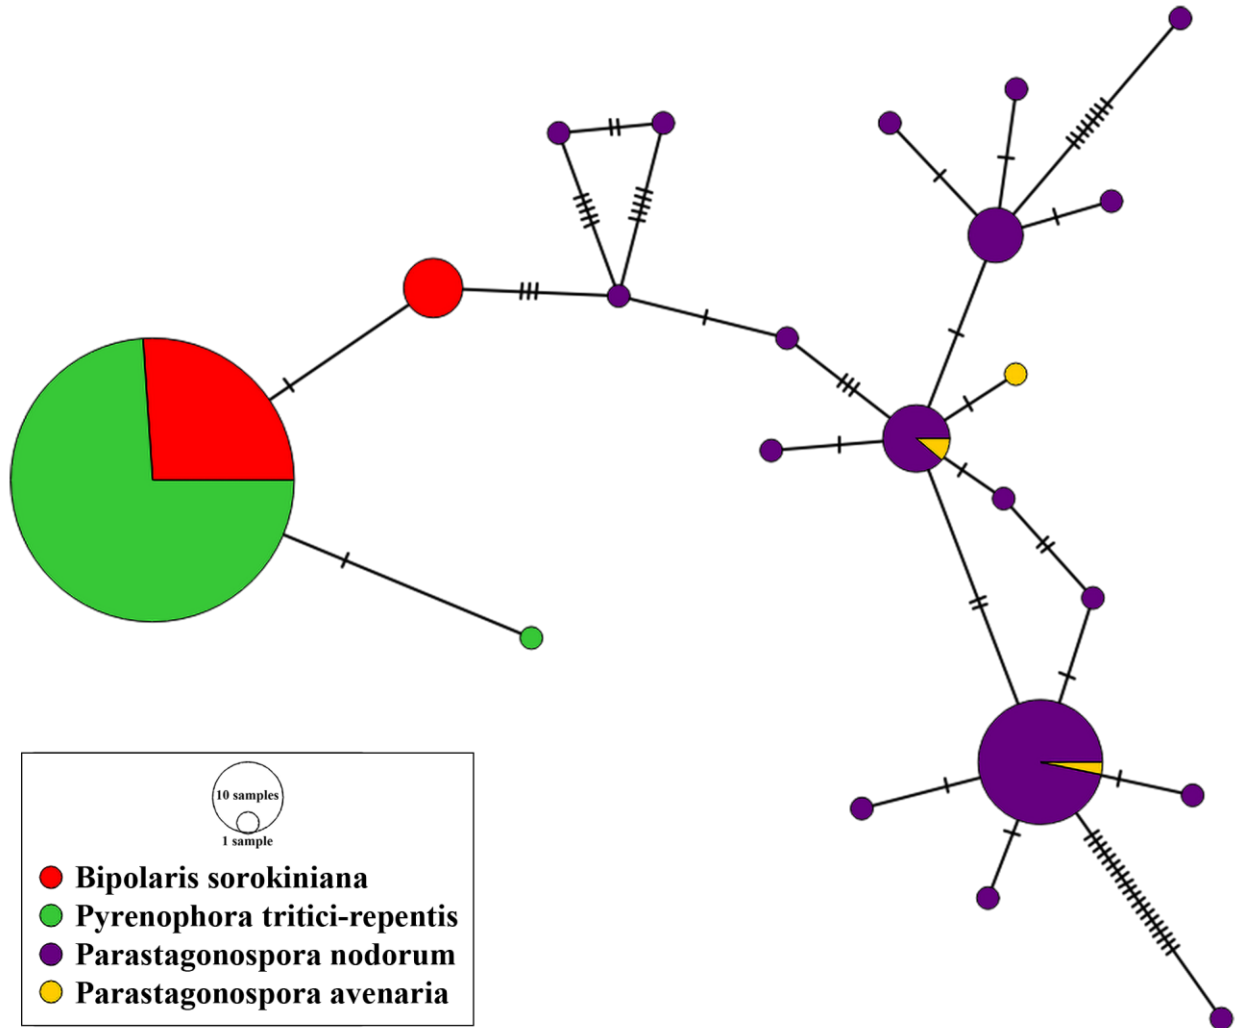 10 samples
1 sample
Bipolaris sorokiniana
Pyrenophora tritici-repentis
Parastagonospora nodorum
Parastagonospora avenaria